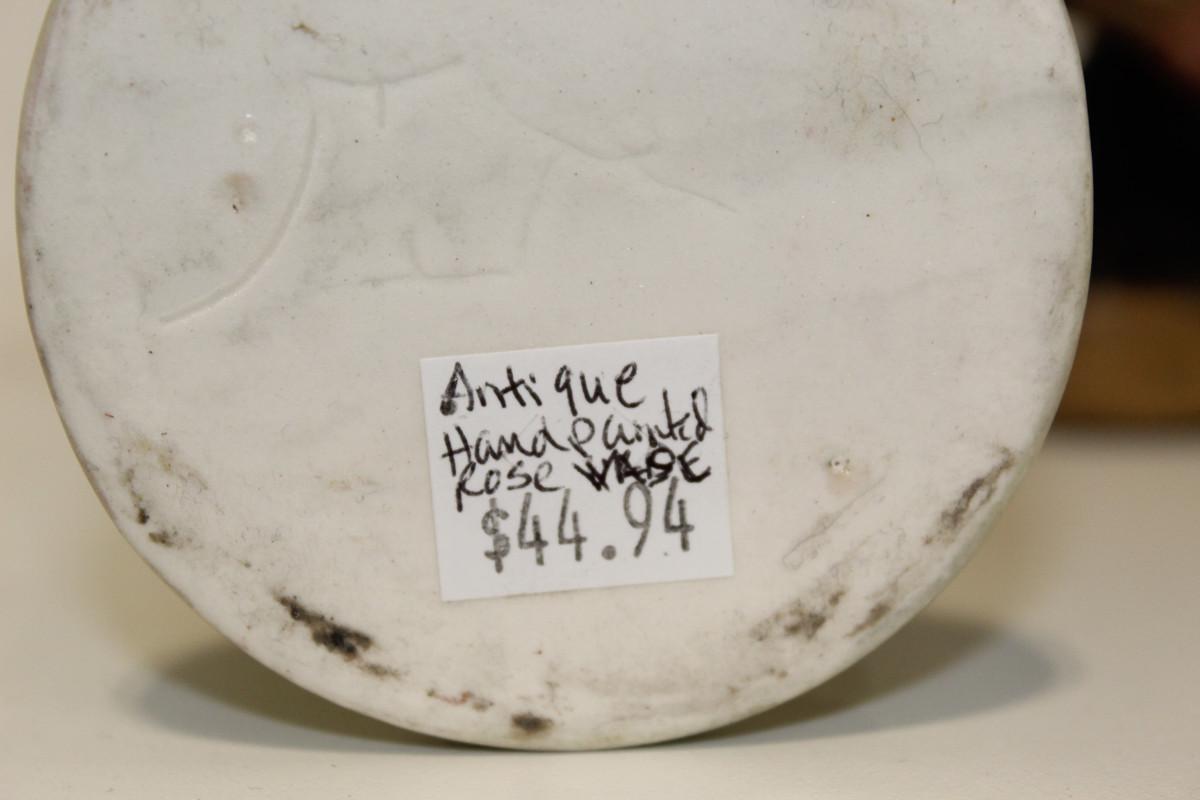 Antique
Handpainted
Rose VASE
$44.94